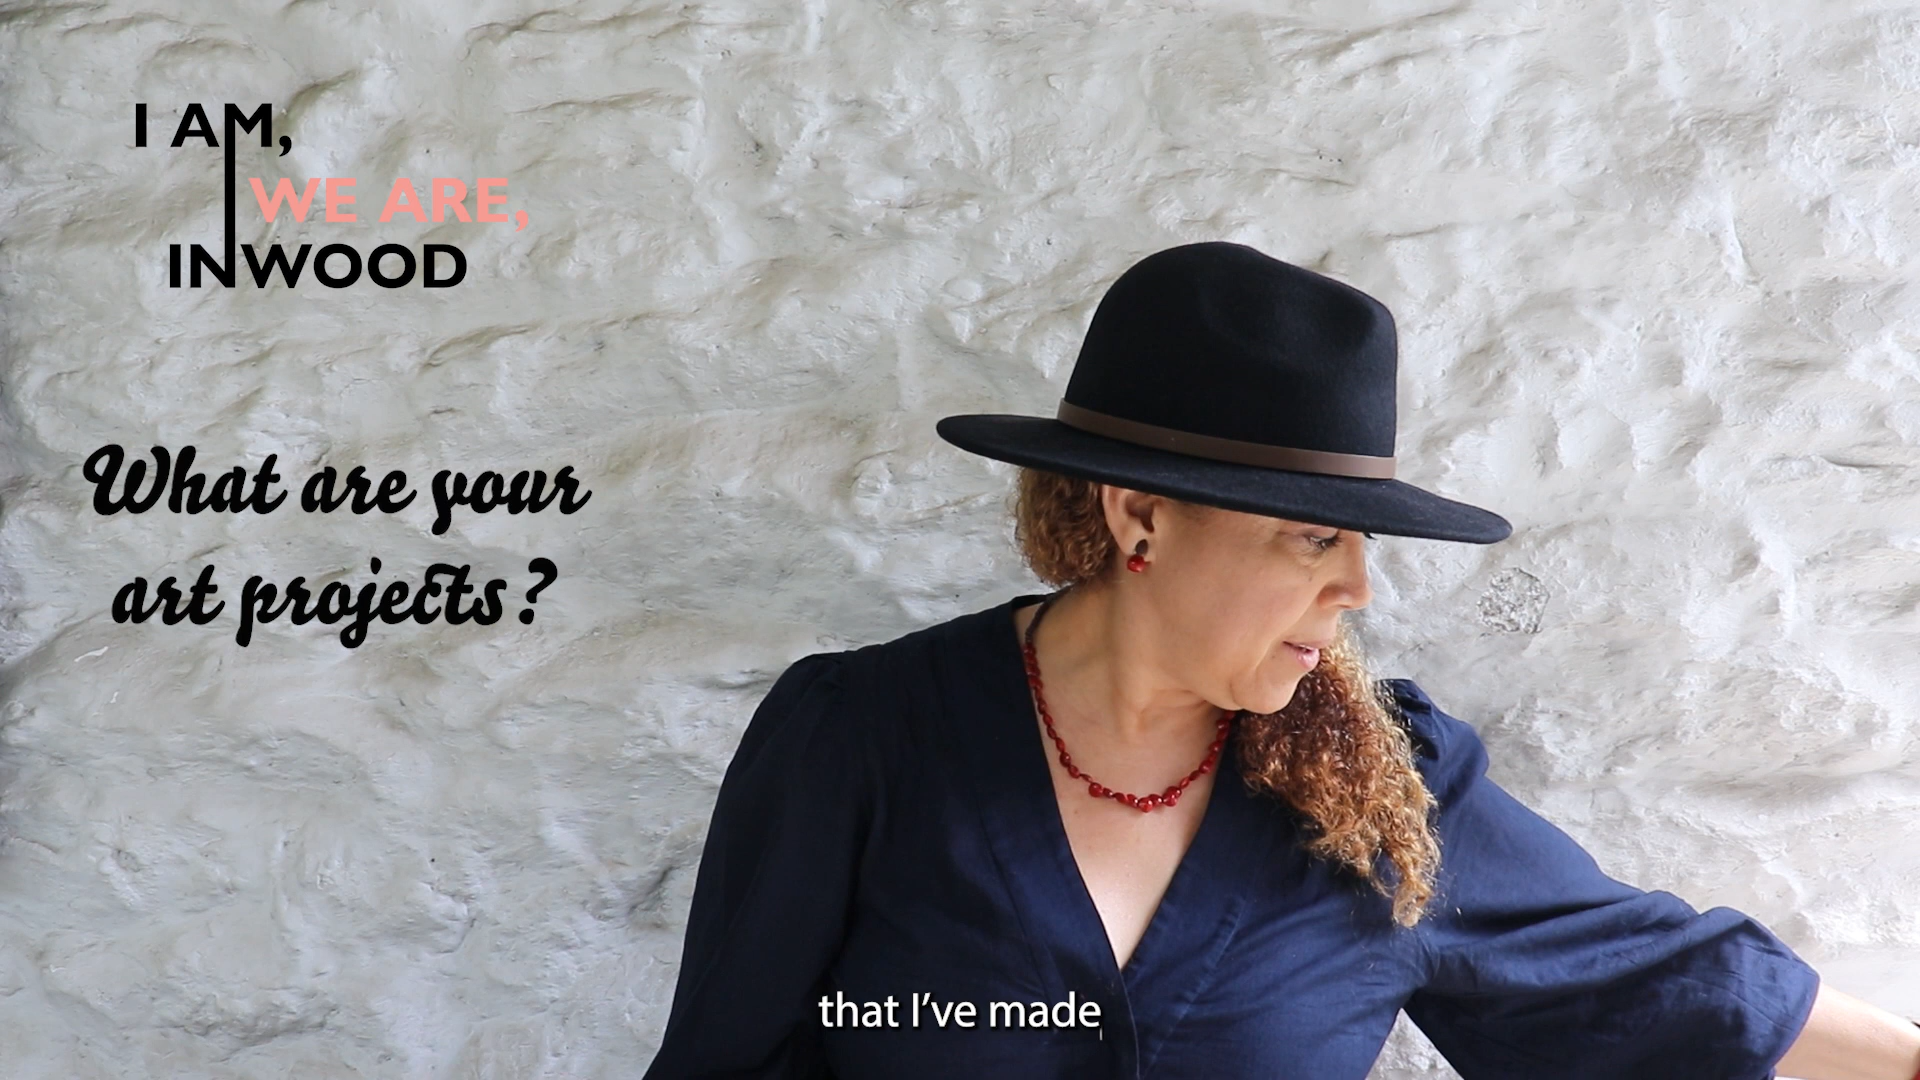 I AM,
WE ARE,
INWOOD
What are your
art projects?
that I've made